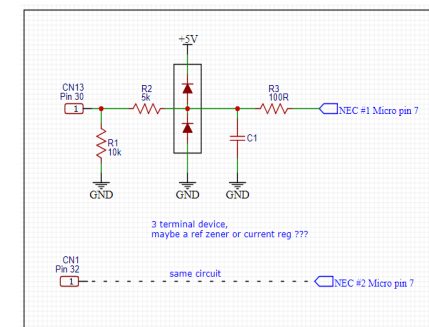 +5V
CN13
Pin 30
1
R2
5k
R3
100R
NEC #1 Micro pin 7
R1
10k
C1
GND
GND
GND
3 terminal device,
maybe a ref zener or current reg ???
CN1
Pin 32
1
same circuit
NEC #2 Micro pin 7